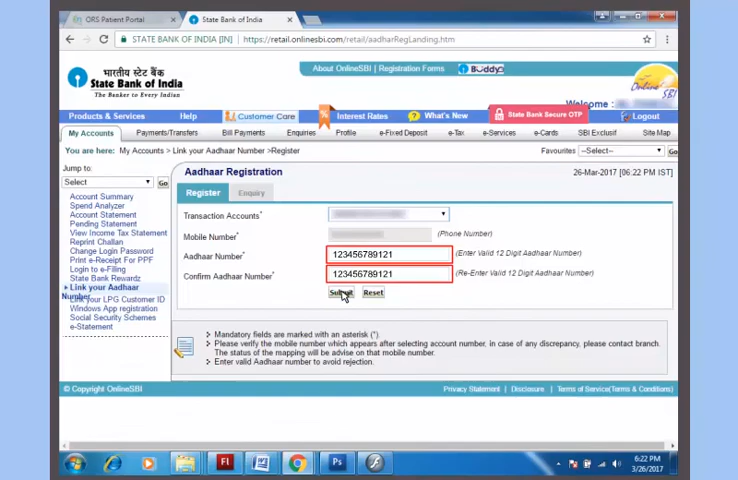 ORS Patient Portal
State Bank of India
STATE BANK OF INDIA [IN] https://retail.onlinesbi.com/retail/aadharRegLanding.htm
About OnlineSBI | Registration Forms
Buddy
भारतीय स्टेट बैंक
State Bank of India
The Banker to Every Indian
Online SBI
Welcome :
Products & Services
Help
Customer Care
Interest Rates
What's New
State Bank Secure OTP
Logout
My Accounts
Payments/Transfers
Bill Payments
Enquiries
Profile
e-Fixed Deposit
e-Tax
e-Services
e-Cards
SBI Exclusif
Site Map
You are here: My Accounts > Link your Aadhaar Number >Register
Favourites --Select--
Go
Jump to:
Select
Go
Account Summary
Spend Analyzer
Account Statement
Pending Statement
View Income Tax Statement
Reprint Challan
Change Login Password
Print e-Receipt for PPF
Login to e-Filing
State Bank Rewardz
Link your Aadhaar
Number
Link your LPG Customer ID
Windows App registration
Social Security Schemes
e-Statement
Aadhaar Registration
26-Mar-2017 [06:22 PM IST]
Register
Enquiry
Transaction Accounts*
Mobile Number*
(Phone Number)
Aadhaar Number*
123456789121
(Enter Valid 12 Digit Aadhaar Number)
Confirm Aadhaar Number*
123456789121
(Re-Enter Valid 12 Digit Aadhaar Number)
Submit
Reset
Mandatory fields are marked with an asterisk (*).
Please verify the mobile number which appears after selecting account number, in case of any discrepancy, please contact branch.
The status of the mapping will be advise on that mobile number.
Enter valid Aadhaar number to avoid rejection.
© Copyright OnlineSBI
Privacy Statement | Disclosure | Terms of Service(Terms & Conditions)
Fl
W
Ps
6:22 PM
3/26/2017